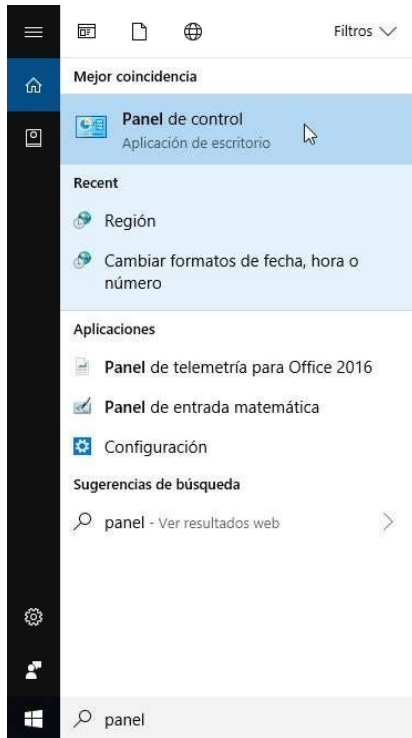 Filtros
Mejor coincidencia
Panel de control
Aplicación de escritorio
Recent
Región
Cambiar formatos de fecha, hora o
número
Aplicaciones
Panel de telemetría para Office 2016
Panel de entrada matemática
Configuración
Sugerencias de búsqueda
panel - Ver resultados web
panel